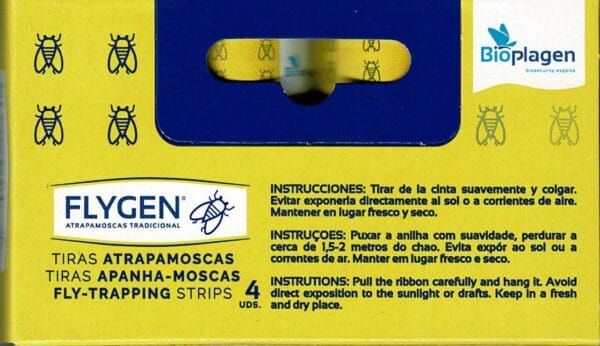 Bioplagen
biosecurity experts
FLYGEN®
ATRAPAMOSCAS TRADICIONAL
TIRAS ATRAPAMOSCAS
TIRAS APANHA-MOSCAS
FLY-TRAPPING STRIPS 4 UDS.
INSTRUCCIONES: Tirar de la cinta suavemente y colgar.
Evitar exponerla directamente al sol o a corrientes de aire.
Mantener en lugar fresco y seco.
INSTRUÇOES: Puxar a anilha com suavidade, perdurar a
cerca de 1,5-2 metros do chao. Evita expór ao sol ou a
correntes de ar. Manter em lugar fresco e seco.
INSTRUTIONS: Pull the ribbon carefully and hang it. Avoid
direct exposition to the sunlight or drafts. Keep in a fresh
and dry place.